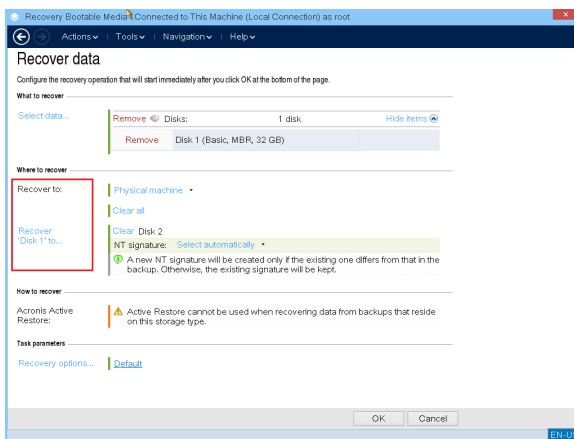 Recovery Bootable Media - Connected to This Machine (Local Connection) as root
Actions Tools Navigation Help
Recover data
Configure the recovery operation that will start immediately after you click OK at the bottom of the page.
What to recover
Select data...
Remove Disks: 1 disk Hide items
Remove Disk 1 (Basic, MBR, 32 GB)
Where to recover
Recover to: Physical machine
Clear all
Recover
'Disk 1' to...
Clear Disk 2
NT signature: Select automatically
A new NT signature will be created only if the existing one differs from that in the
backup. Otherwise, the existing signature will be kept.
How to recover
Acronis Active
Restore:
Active Restore cannot be used when recovering data from backups that reside
on this storage type.
Task parameters
Recovery options... Default
OK Cancel
EN-US